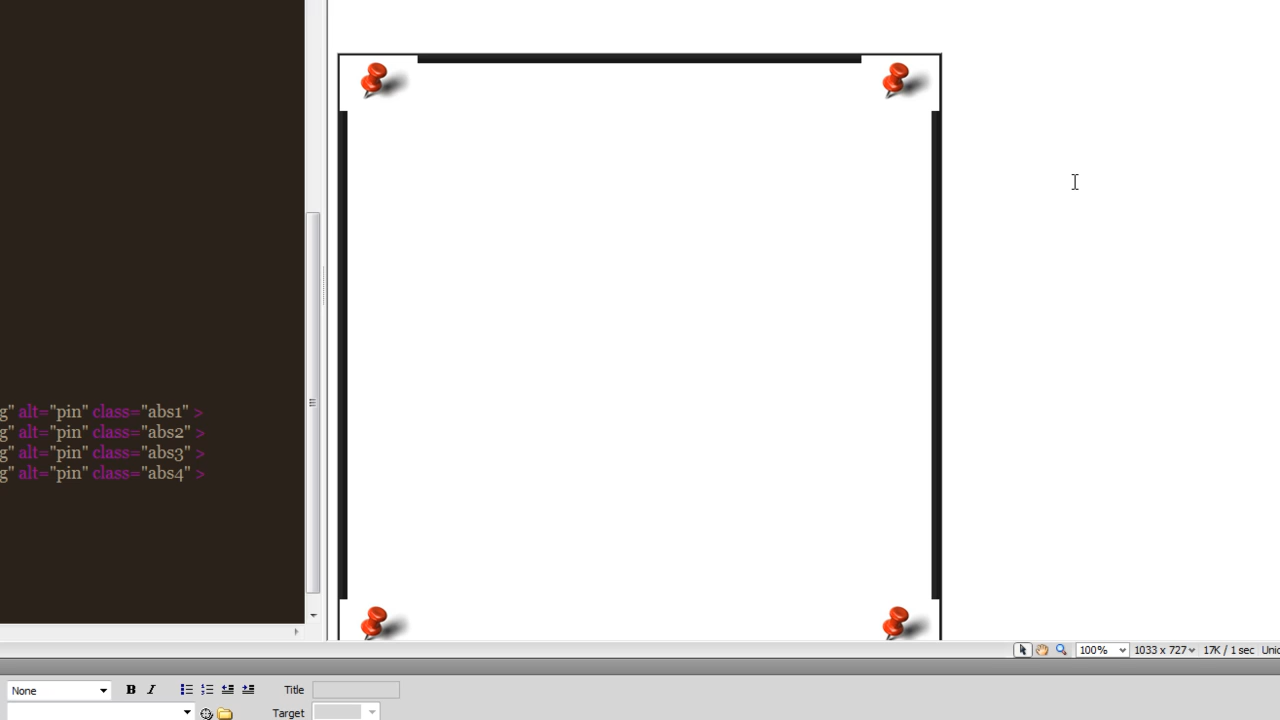 g" alt="pin" class="abs1" >
g" alt="pin" class="abs2" >
g" alt="pin" class="abs3" >
g" alt="pin" class="abs4" >
100% 1033 x 727 17K / 1 sec Unic
None B I Title
Target